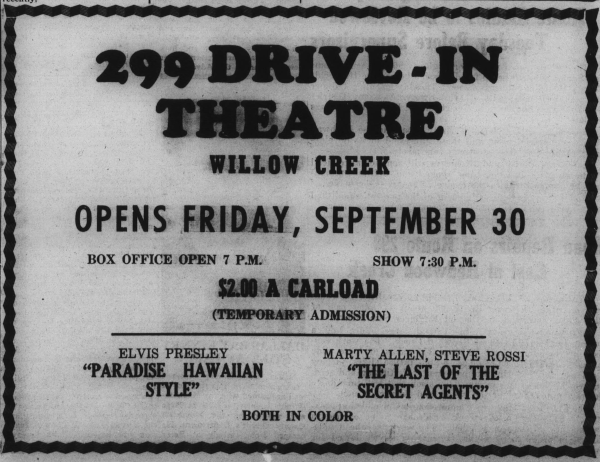 299 DRIVE-IN
THEATRE
WILLOW CREEK
OPENS FRIDAY, SEPTEMBER 30
BOX OFFICE OPEN 7 P.M. SHOW 7:30 P.M.
$2.00 A CARLOAD
(TEMPORARY ADMISSION)
ELVIS PRESLEY
"PARADISE HAWAIIAN
STYLE"
MARTY ALLEN, STEVE ROSSI
"THE LAST OF THE
SECRET AGENTS"
BOTH IN COLOR